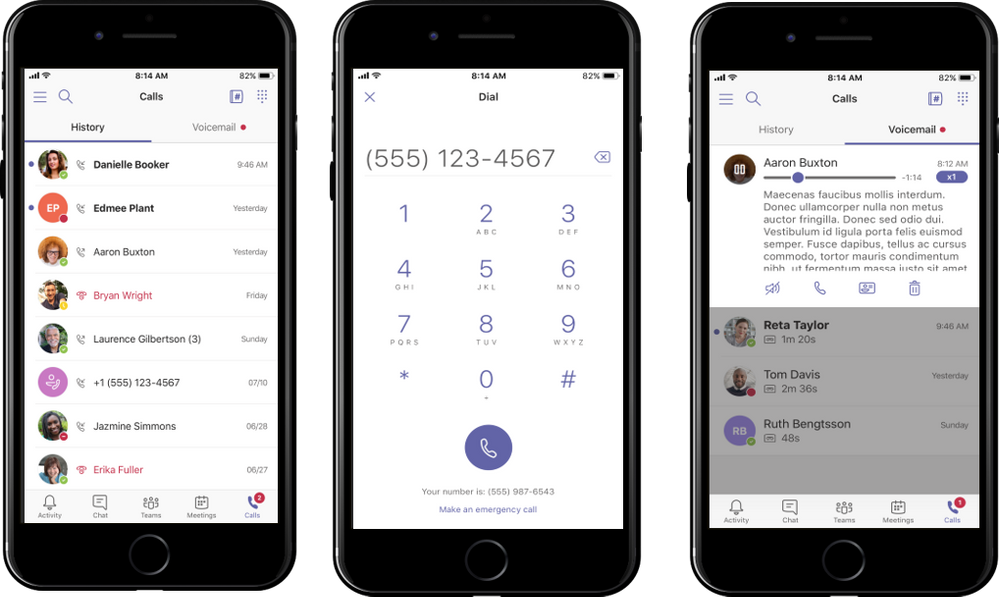 8:14 AM
82%
Calls
#
History
Voicemail
Danielle Booker
9:46 AM
EP
Edmee Plant
Yesterday
Aaron Buxton
Yesterday
Bryan Wright
Friday
Laurence Gilbertson (3)
Sunday
+1 (555) 123-4567
07/10
Jazmine Simmons
06/28
Erika Fuller
06/27
Activity
Chat
Teams
Meetings
2
Calls
8:14 AM
82%
Dial
(555) 123-4567
1
2
3
ABC
DEF
4
5
6
GHI
JKL
MNO
7
8
9
PQRS
TUV
WXYZ
*
0
#
+
Your number is: (555) 987-6543
Make an emergency call
8:14 AM
82%
Calls
#
History
Voicemail
Aaron Buxton
8:12 AM
-1:14
x1
Maecenas faucibus mollis interdum.
Donec ullamcorper nulla non metus
auctor fringilla. Donec sed odio dui.
Vestibulum id ligula porta felis euismod
semper. Fusce dapibus, tellus ac cursus
commodo, tortor mauris condimentum
nibh, ut fermentum massa justo sit amet
Reta Taylor
9:46 AM
1m 20s
Tom Davis
Yesterday
2m 36s
RB
Ruth Bengtsson
Sunday
48s
Activity
Chat
Teams
Meetings
1
Calls